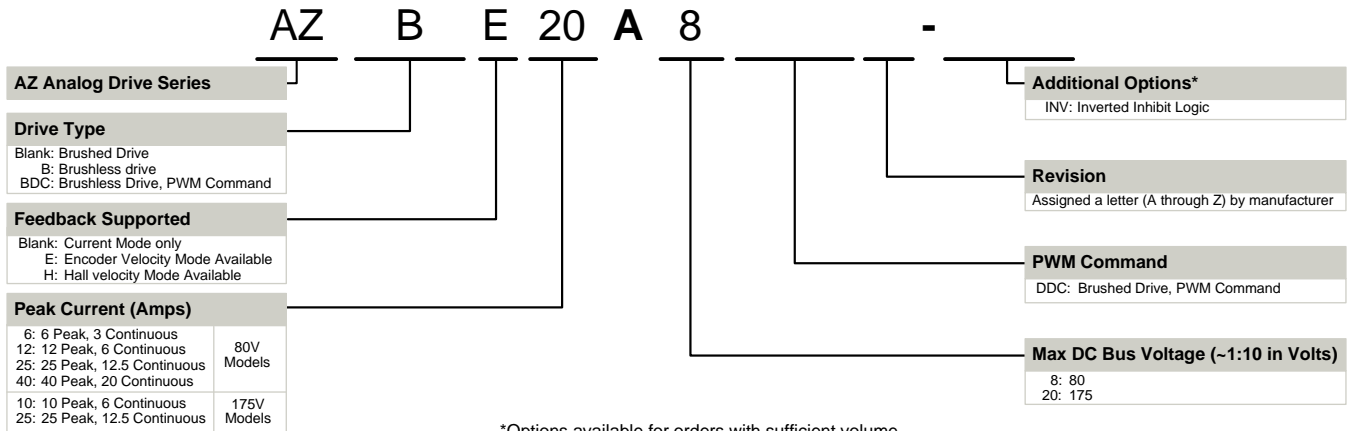 AZ B E 20 A 8 -
AZ Analog Drive Series
Drive Type
Blank: Brushed Drive
B: Brushless drive
BDC: Brushless Drive, PWM Command
Feedback Supported
Blank: Current Mode only
E: Encoder Velocity Mode Available
H: Hall velocity Mode Available
Peak Current (Amps)
6: 6 Peak, 3 Continuous
12: 12 Peak, 6 Continuous
25: 25 Peak, 12.5 Continuous
40: 40 Peak, 20 Continuous
80V
Models
10: 10 Peak, 6 Continuous
25: 25 Peak, 12.5 Continuous
175V
Models
Additional Options*
INV: Inverted Inhibit Logic
Revision
Assigned a letter (A through Z) by manufacturer
PWM Command
DDC: Brushed Drive, PWM Command
Max DC Bus Voltage (~1:10 in Volts)
8: 80
20: 175
*Options available for orders with sufficient volume